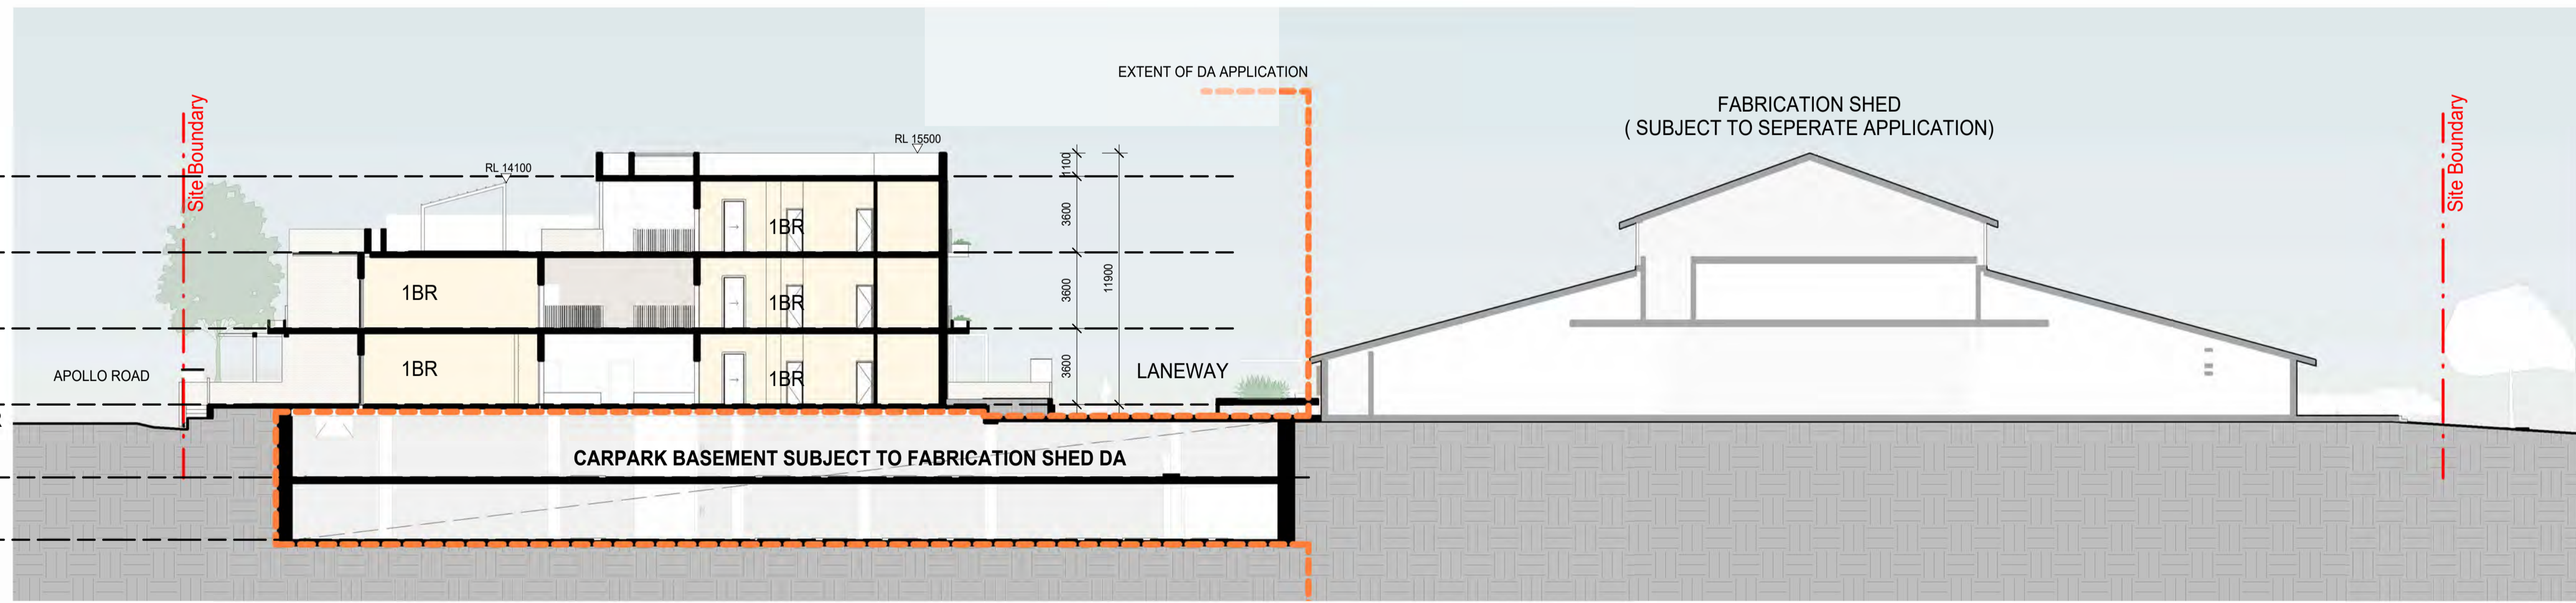 EXTENT OF DA APPLICATION
Site Boundary
FABRICATION SHED
( SUBJECT TO SEPERATE APPLICATION)
Site Boundary
RL 15500
RL 14100
1100
3600
3600
3600
11900
1BR
1BR
1BR
1BR
1BR
APOLLO ROAD
LANEWAY
CARPARK BASEMENT SUBJECT TO FABRICATION SHED DA